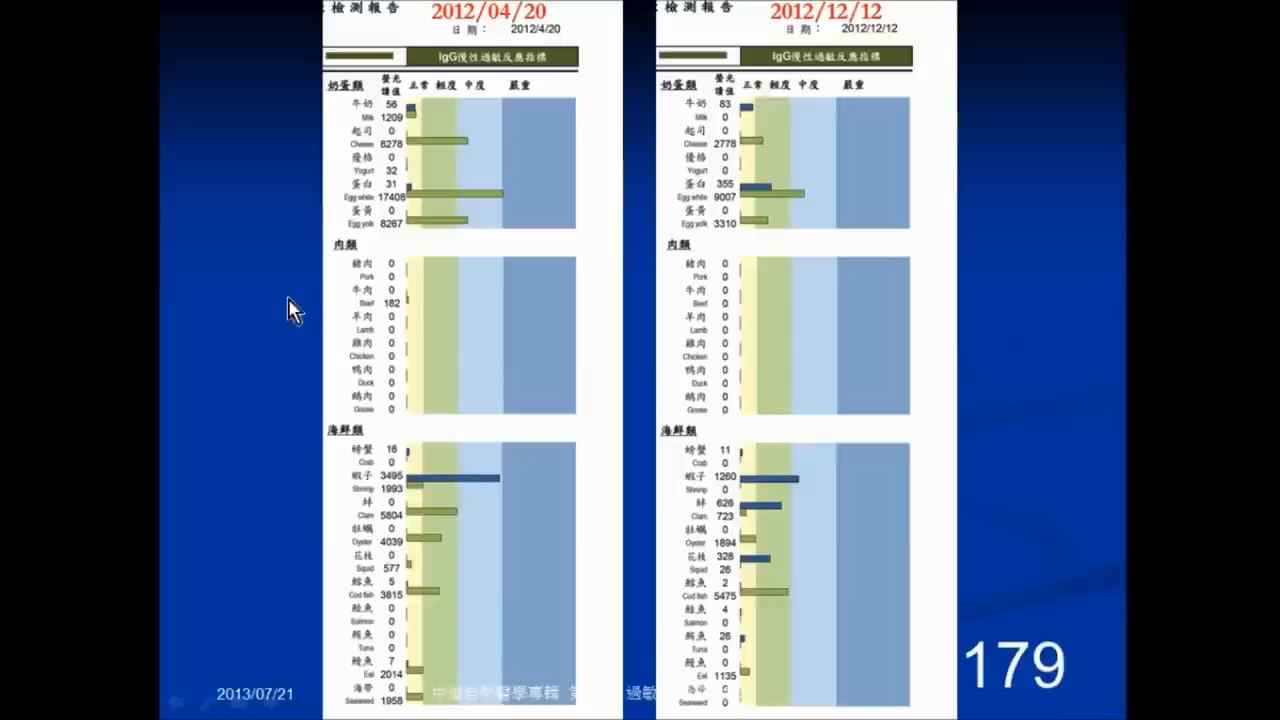 檢測報告
2012/04/20
日期： 2012/4/20
IgG慢性過敏反應指標
奶蛋類 螢光讀值 正常 輕度 中度 嚴重
牛奶 56
Milk 1209
起司 0
Cheese 8278
優格 0
Yogurt 32
蛋白 31
Egg white 17408
蛋黃 0
Egg yolk 8267
肉類
豬肉 0
Pork 0
牛肉 0
Beef 182
羊肉 0
Lamb 0
雞肉 0
Chicken 0
鴨肉 0
Duck 0
鵝肉 0
Goose 0
海鮮類
螃蟹 16
Crab 0
蝦子 3495
Shrimp 1993
蚌 0
Clam 5804
牡蠣 0
Oyster 4039
花枝 0
Squid 577
鱈魚 5
Cod fish 3815
鮭魚 0
Salmon 0
鮪魚 0
Tuna 0
鰻魚 7
Eel 2014
海帶 0
Seaweed 1958
檢測報告
2012/12/12
日期： 2012/12/12
IgG慢性過敏反應指標
奶蛋類 螢光讀值 正常 輕度 中度 嚴重
牛奶 83
Milk 0
起司 0
Cheese 2778
優格 0
Yogurt 0
蛋白 355
Egg white 9007
蛋黃 0
Egg yolk 3310
肉類
豬肉 0
Pork 0
牛肉 0
Beef 0
羊肉 0
Lamb 0
雞肉 0
Chicken 0
鴨肉 0
Duck 0
鵝肉 0
Goose 0
海鮮類
螃蟹 11
Crab 0
蝦子 1260
Shrimp 0
蚌 626
Clam 723
牡蠣 0
Oyster 1894
花枝 328
Squid 26
鱈魚 2
Cod fish 5475
鮭魚 4
Salmon 0
鮪魚 26
Tuna 0
鰻魚 0
Eel 1135
0
Seaweed 0
2013/07/21
自然醫學專輯 第 過敏
179